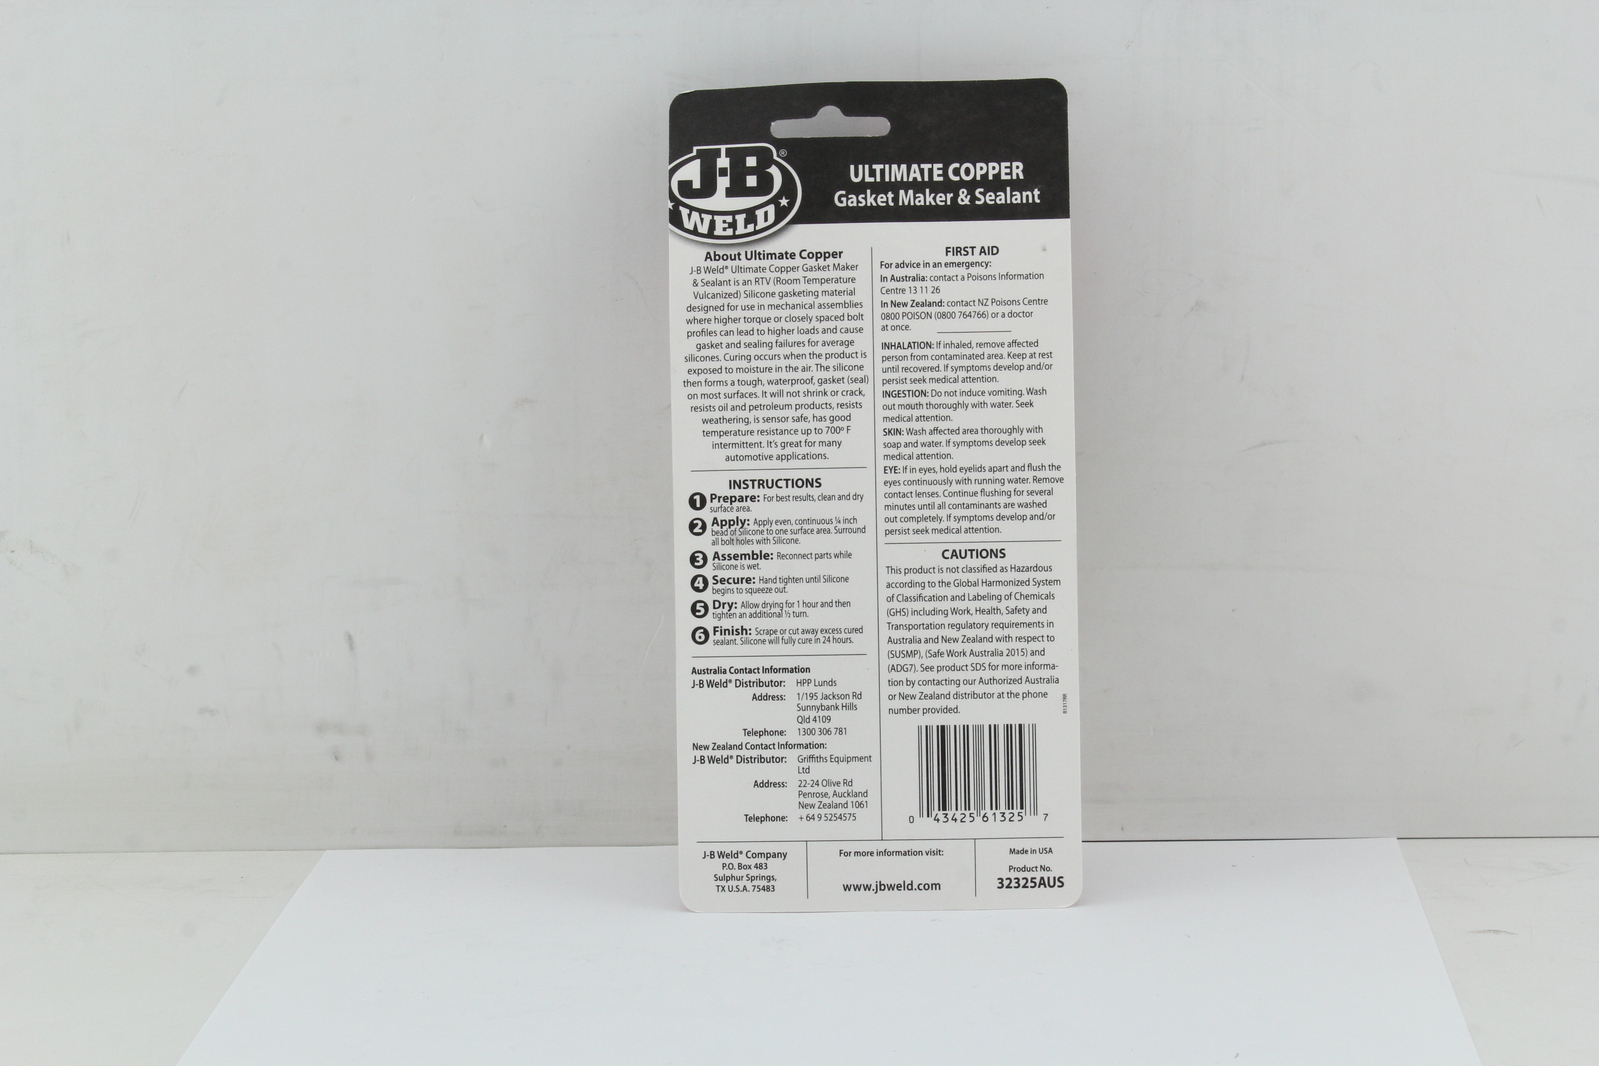 J-B WELD®
ULTIMATE COPPER
Gasket Maker & Sealant
About Ultimate Copper
J-B Weld® Ultimate Copper Gasket Maker
& Sealant is an RTV (Room Temperature
Vulcanized) Silicone gasketing material
designed for use in mechanical assemblies
where higher torque or closely spaced bolt
profiles can lead to higher loads and cause
gasket and sealing failures for average
silicones. Curing occurs when the product is
exposed to moisture in the air. The silicone
then forms a tough, waterproof, gasket (seal)
on most surfaces. It will not shrink or crack,
resists oil and petroleum products, resists
weathering, is sensor safe, has good
temperature resistance up to 700º F
intermittent. It's great for many
automotive applications.
INSTRUCTIONS
1 Prepare: For best results, clean and dry
surface area.
2 Apply: Apply even, continuous ¼ inch
bead of Silicone to one surface area. Surround
all bolt holes with Silicone.
3 Assemble: Reconnect parts while
Silicone is wet.
4 Secure: Hand tighten until Silicone
begins to squeeze out.
5 Dry: Allow drying for 1 hour and then
tighten an additional ½ turn.
6 Finish: Scrape or cut away excess cured
sealant. Silicone will fully cure in 24 hours.
Australia Contact Information
J-B Weld® Distributor: HPP Lunds
Address: 1/195 Jackson Rd
Sunnybank Hills
Qld 4109
Telephone: 1300 306 781
New Zealand Contact Information:
J-B Weld® Distributor: Griffiths Equipment
Ltd
Address: 22-24 Olive Rd
Penrose, Auckland
New Zealand 1061
Telephone: + 64 9 5254575
FIRST AID
For advice in an emergency:
In Australia: contact a Poisons Information
Centre 13 11 26
In New Zealand: contact NZ Poisons Centre
0800 POISON (0800 764766) or a doctor
at once.
INHALATION: If inhaled, remove affected
person from contaminated area. Keep at rest
until recovered. If symptoms develop and/or
persist seek medical attention.
INGESTION: Do not induce vomiting. Wash
out mouth thoroughly with water. Seek
medical attention.
SKIN: Wash affected area thoroughly with
soap and water. If symptoms develop seek
medical attention.
EYE: If in eyes, hold eyelids apart and flush the
eyes continuously with running water. Remove
contact lenses. Continue flushing for several
minutes until all contaminants are washed
out completely. If symptoms develop and/or
persist seek medical attention.
CAUTIONS
This product is not classified as Hazardous
according to the Global Harmonized System
of Classification and Labeling of Chemicals
(GHS) including Work, Health, Safety and
Transportation regulatory requirements in
Australia and New Zealand with respect to
(SUSMP), (Safe Work Australia 2015) and
(ADG7). See product SDS for more informa-
tion by contacting our Authorized Australia
or New Zealand distributor at the phone
number provided.
0 43425 61325 7
J-B Weld® Company
P.O. Box 483
Sulphur Springs,
TX U.S.A. 75483
For more information visit:
www.jbweld.com
Made in USA
Product No.
32325AUS